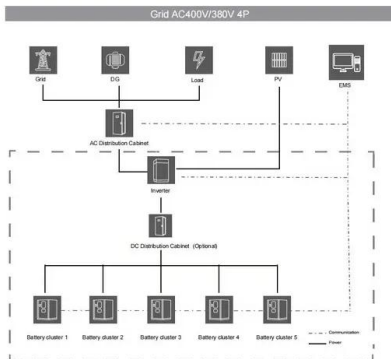 Grid AC400V/380V 4P
Grid
DG
Load
PV
EMS
AC Distribution Cabinet
Inverter
DC Distribution Cabinet (Optional)
Battery cluster 1
Battery cluster 2
Battery cluster 3
Battery cluster 4
Battery cluster 5
Communication
Power